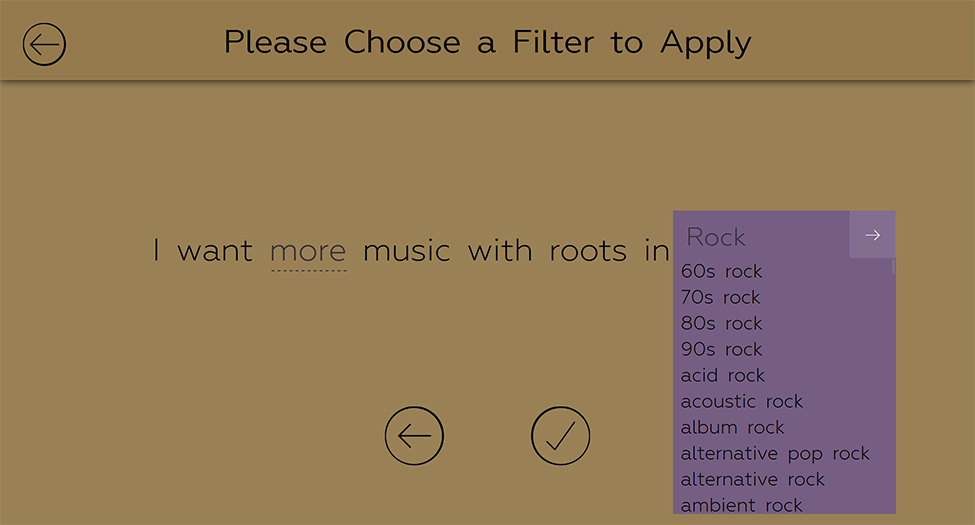 Please Choose a Filter to Apply
I want more music with roots in
Rock
60s rock
70s rock
80s rock
90s rock
acid rock
acoustic rock
album rock
alternative pop rock
alternative rock
ambient rock